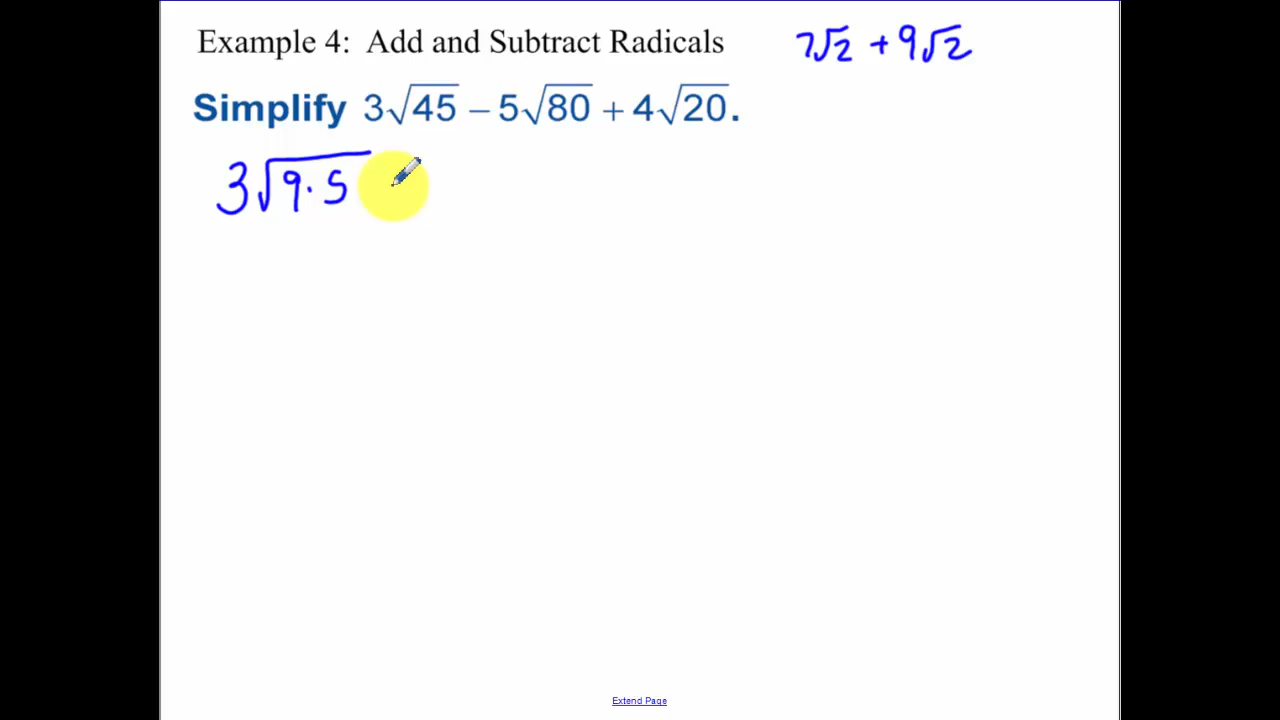 Example 4: Add and Subtract Radicals 7√2 + 9√2
Simplify 3√45 – 5√80 + 4√20.
3√9·5
Extend Page